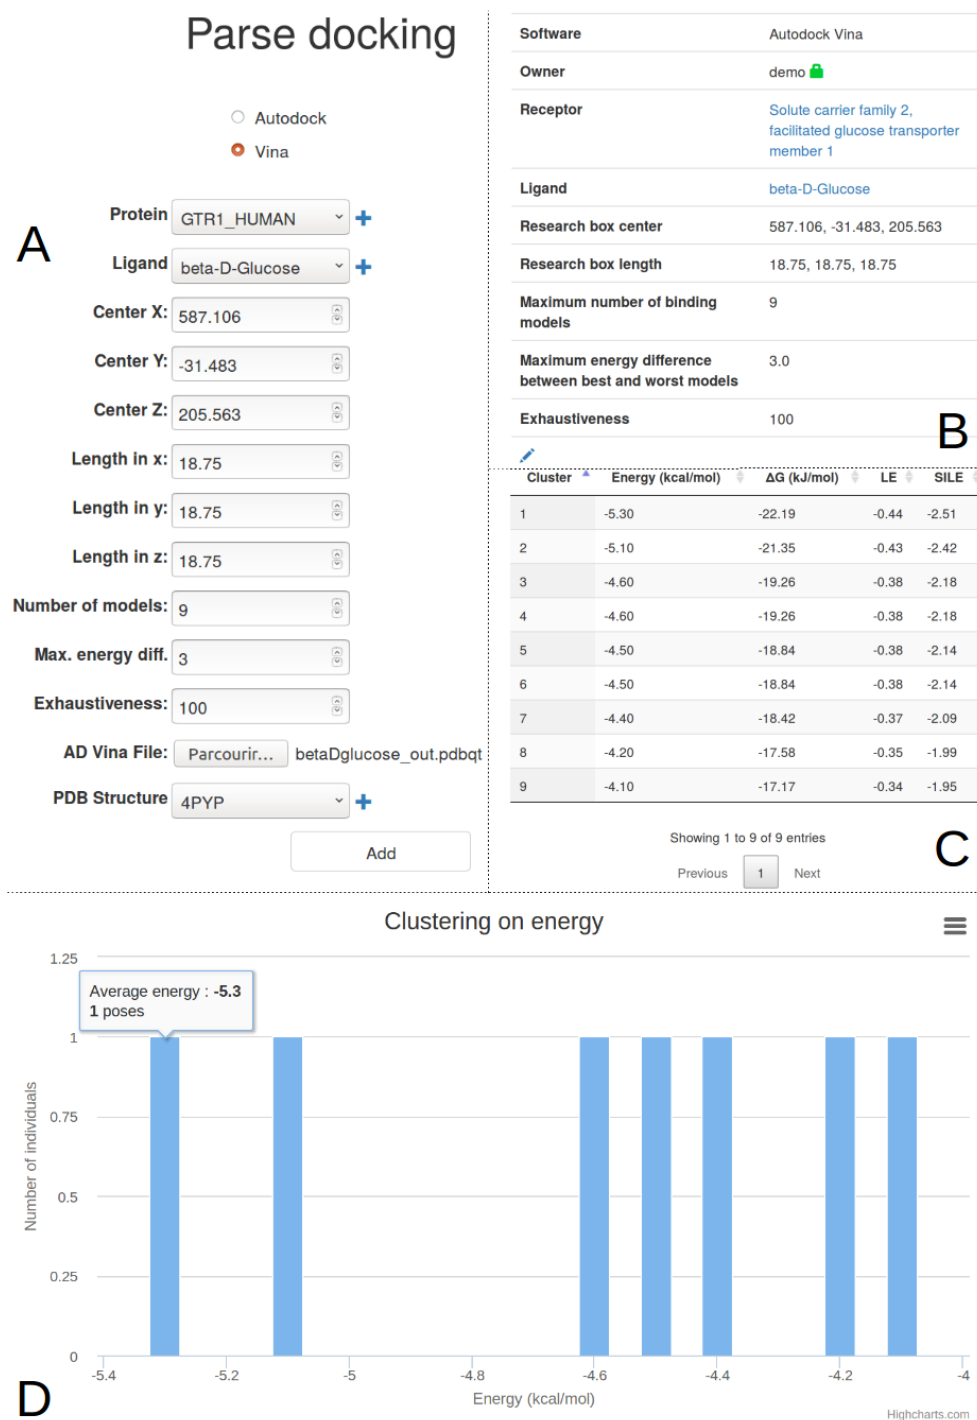 Parse docking
Autodock
Vina
A
Protein GTR1_HUMAN
Ligand beta-D-Glucose
Center X: 587.106
Center Y: -31.483
Center Z: 205.563
Length in x: 18.75
Length in y: 18.75
Length in z: 18.75
Number of models: 9
Max. energy diff. 3
Exhaustiveness: 100
AD Vina File: Parcourir... betaDglucose_out.pdbqt
PDB Structure 4PYP
Add
Software Autodock Vina
Owner demo
Receptor Solute carrier family 2,
facilitated glucose transporter
member 1
Ligand beta-D-Glucose
Research box center 587.106, -31.483, 205.563
Research box length 18.75, 18.75, 18.75
Maximum number of binding 9
models
Maximum energy difference 3.0
between best and worst models
Exhaustiveness 100
B
Cluster Energy (kcal/mol) ΔG (kJ/mol) LE SILE
1 -5.30 -22.19 -0.44 -2.51
2 -5.10 -21.35 -0.43 -2.42
3 -4.60 -19.26 -0.38 -2.18
4 -4.60 -19.26 -0.38 -2.18
5 -4.50 -18.84 -0.38 -2.14
6 -4.50 -18.84 -0.38 -2.14
7 -4.40 -18.42 -0.37 -2.09
8 -4.20 -17.58 -0.35 -1.99
9 -4.10 -17.17 -0.34 -1.95
Showing 1 to 9 of 9 entries
Previous 1 Next
C
Clustering on energy
1.25
Average energy : -5.3
1 poses
1
0.75
0.5
0.25
0
Number of individuals
-5.4 -5.2 -5 -4.8 -4.6 -4.4 -4.2 -4
Energy (kcal/mol)
D
Highcharts.com